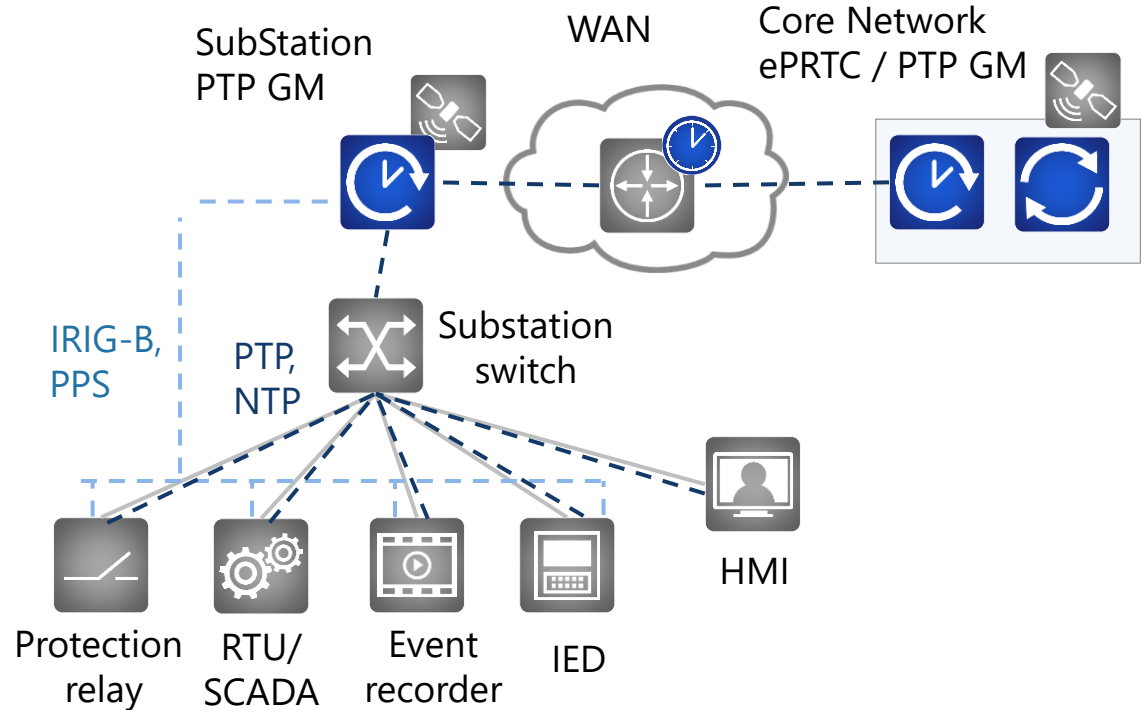 SubStation
PTP GM
WAN
Core Network
ePRTC / PTP GM
IRIG-B,
PPS
PTP,
NTP
Substation
switch
HMI
Protection
relay
RTU/
SCADA
Event
recorder
IED